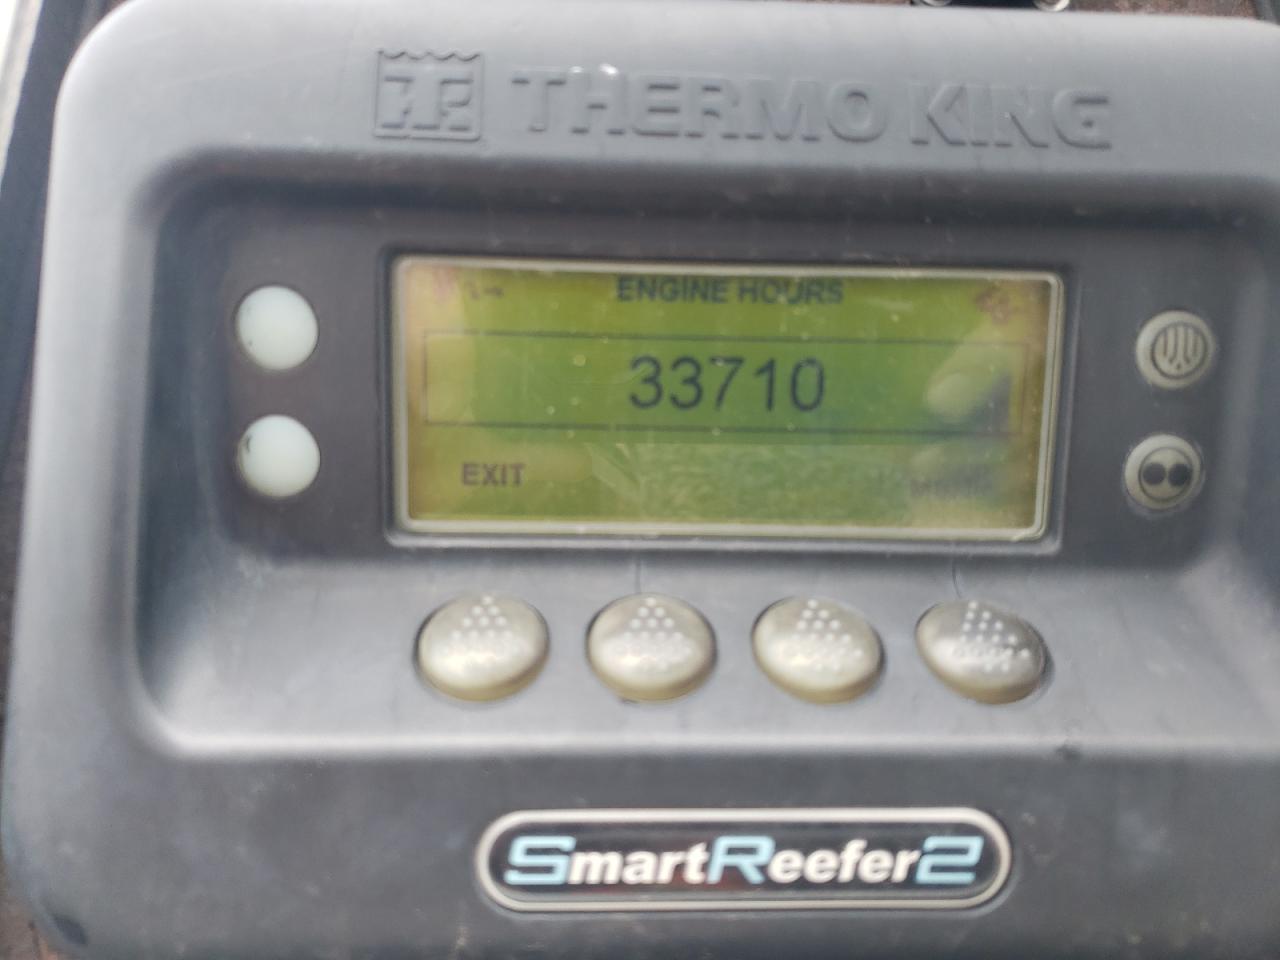 THERMO KING
ENGINE HOURS
33710
EXIT
SmartReefer2